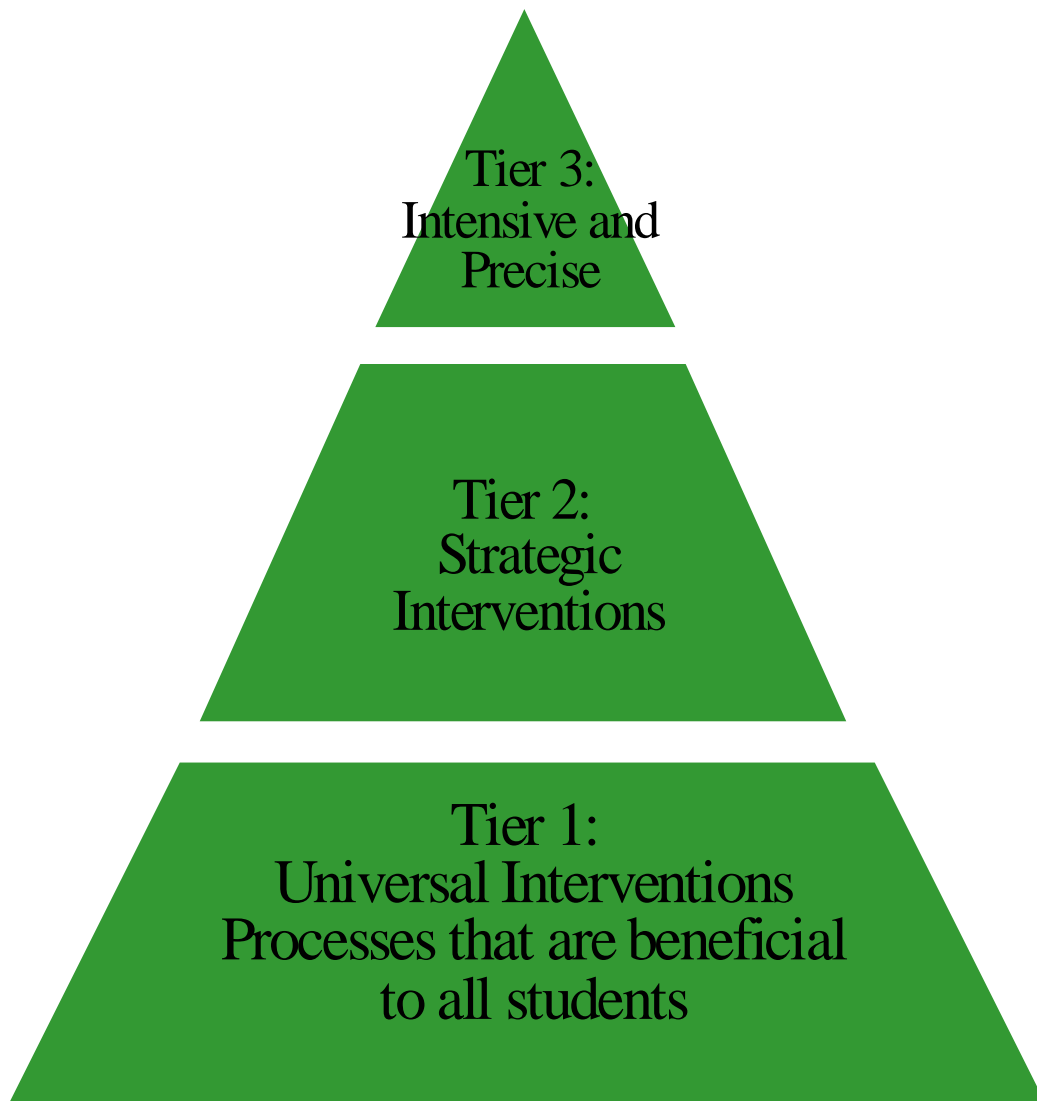 Tier 3:
Intensive and
Precise
Tier 2:
Strategic
Interventions
Tier 1:
Universal Interventions
Processes that are beneficial
to all students